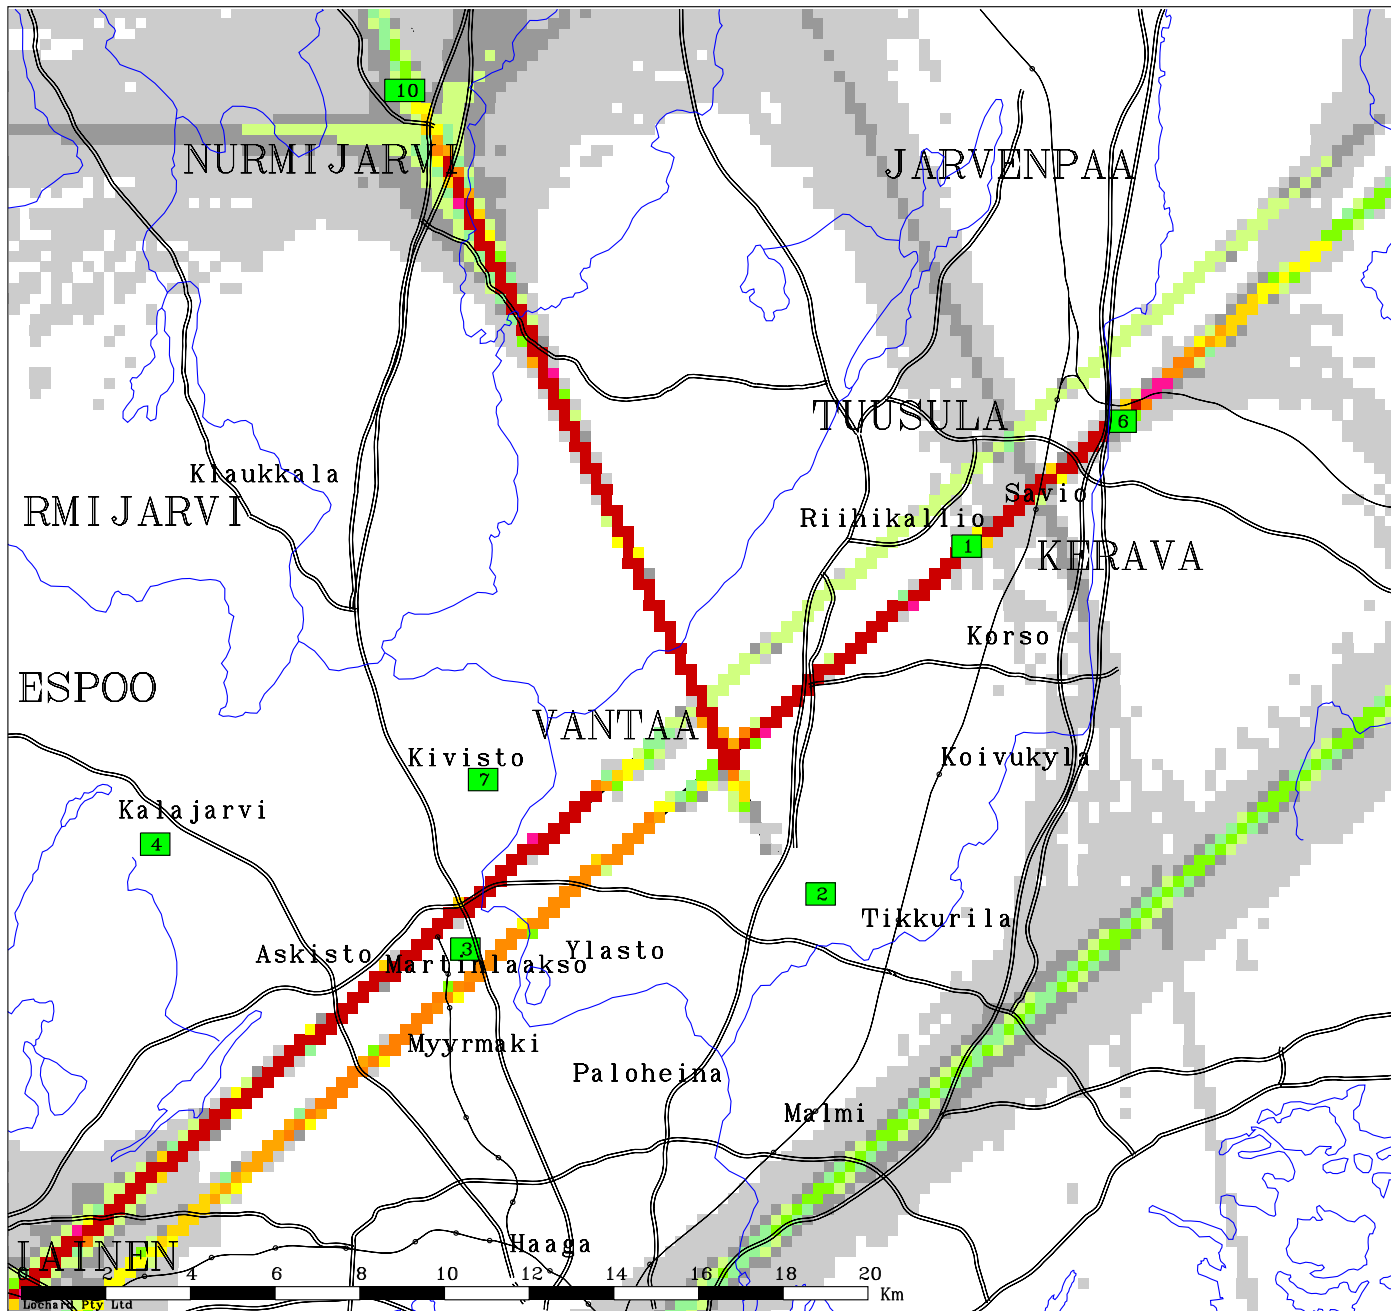 10
NURMIJARVI
JARVENPAA
TUUSULA
6
Klaukkala
Savio
RMIJARVI
Riihikallio
1
KERAVA
Korso
ESPOO
VANTAA
Kivisto
Koivukyla
7
Kalajarvi
4
2
Tikkurila
3
Askisto
Ylasto
Martinlaakso
Myyrmaki
Paloheina
Malmi
Haaga
IAINEN
0 2 4 6 8 10 12 14 16 18 20
Km
Lochard Pty Ltd